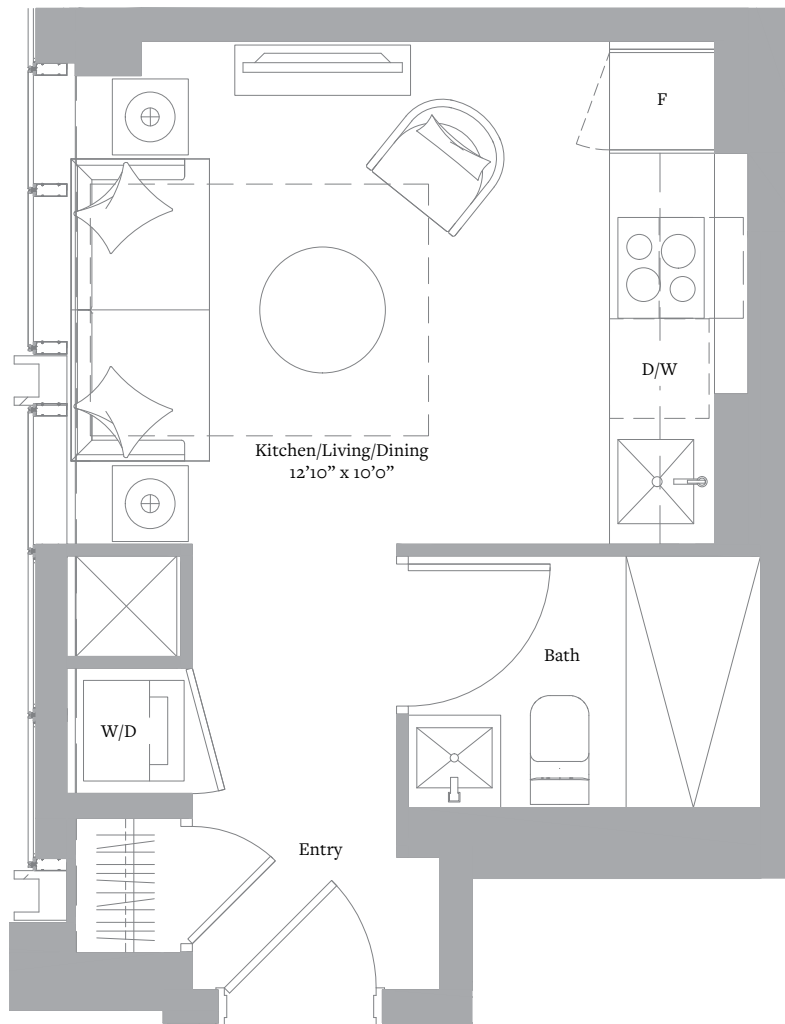 F
D/W
Kitchen/Living/Dining
12’10” x 10’0”
Bath
W/D
Entry